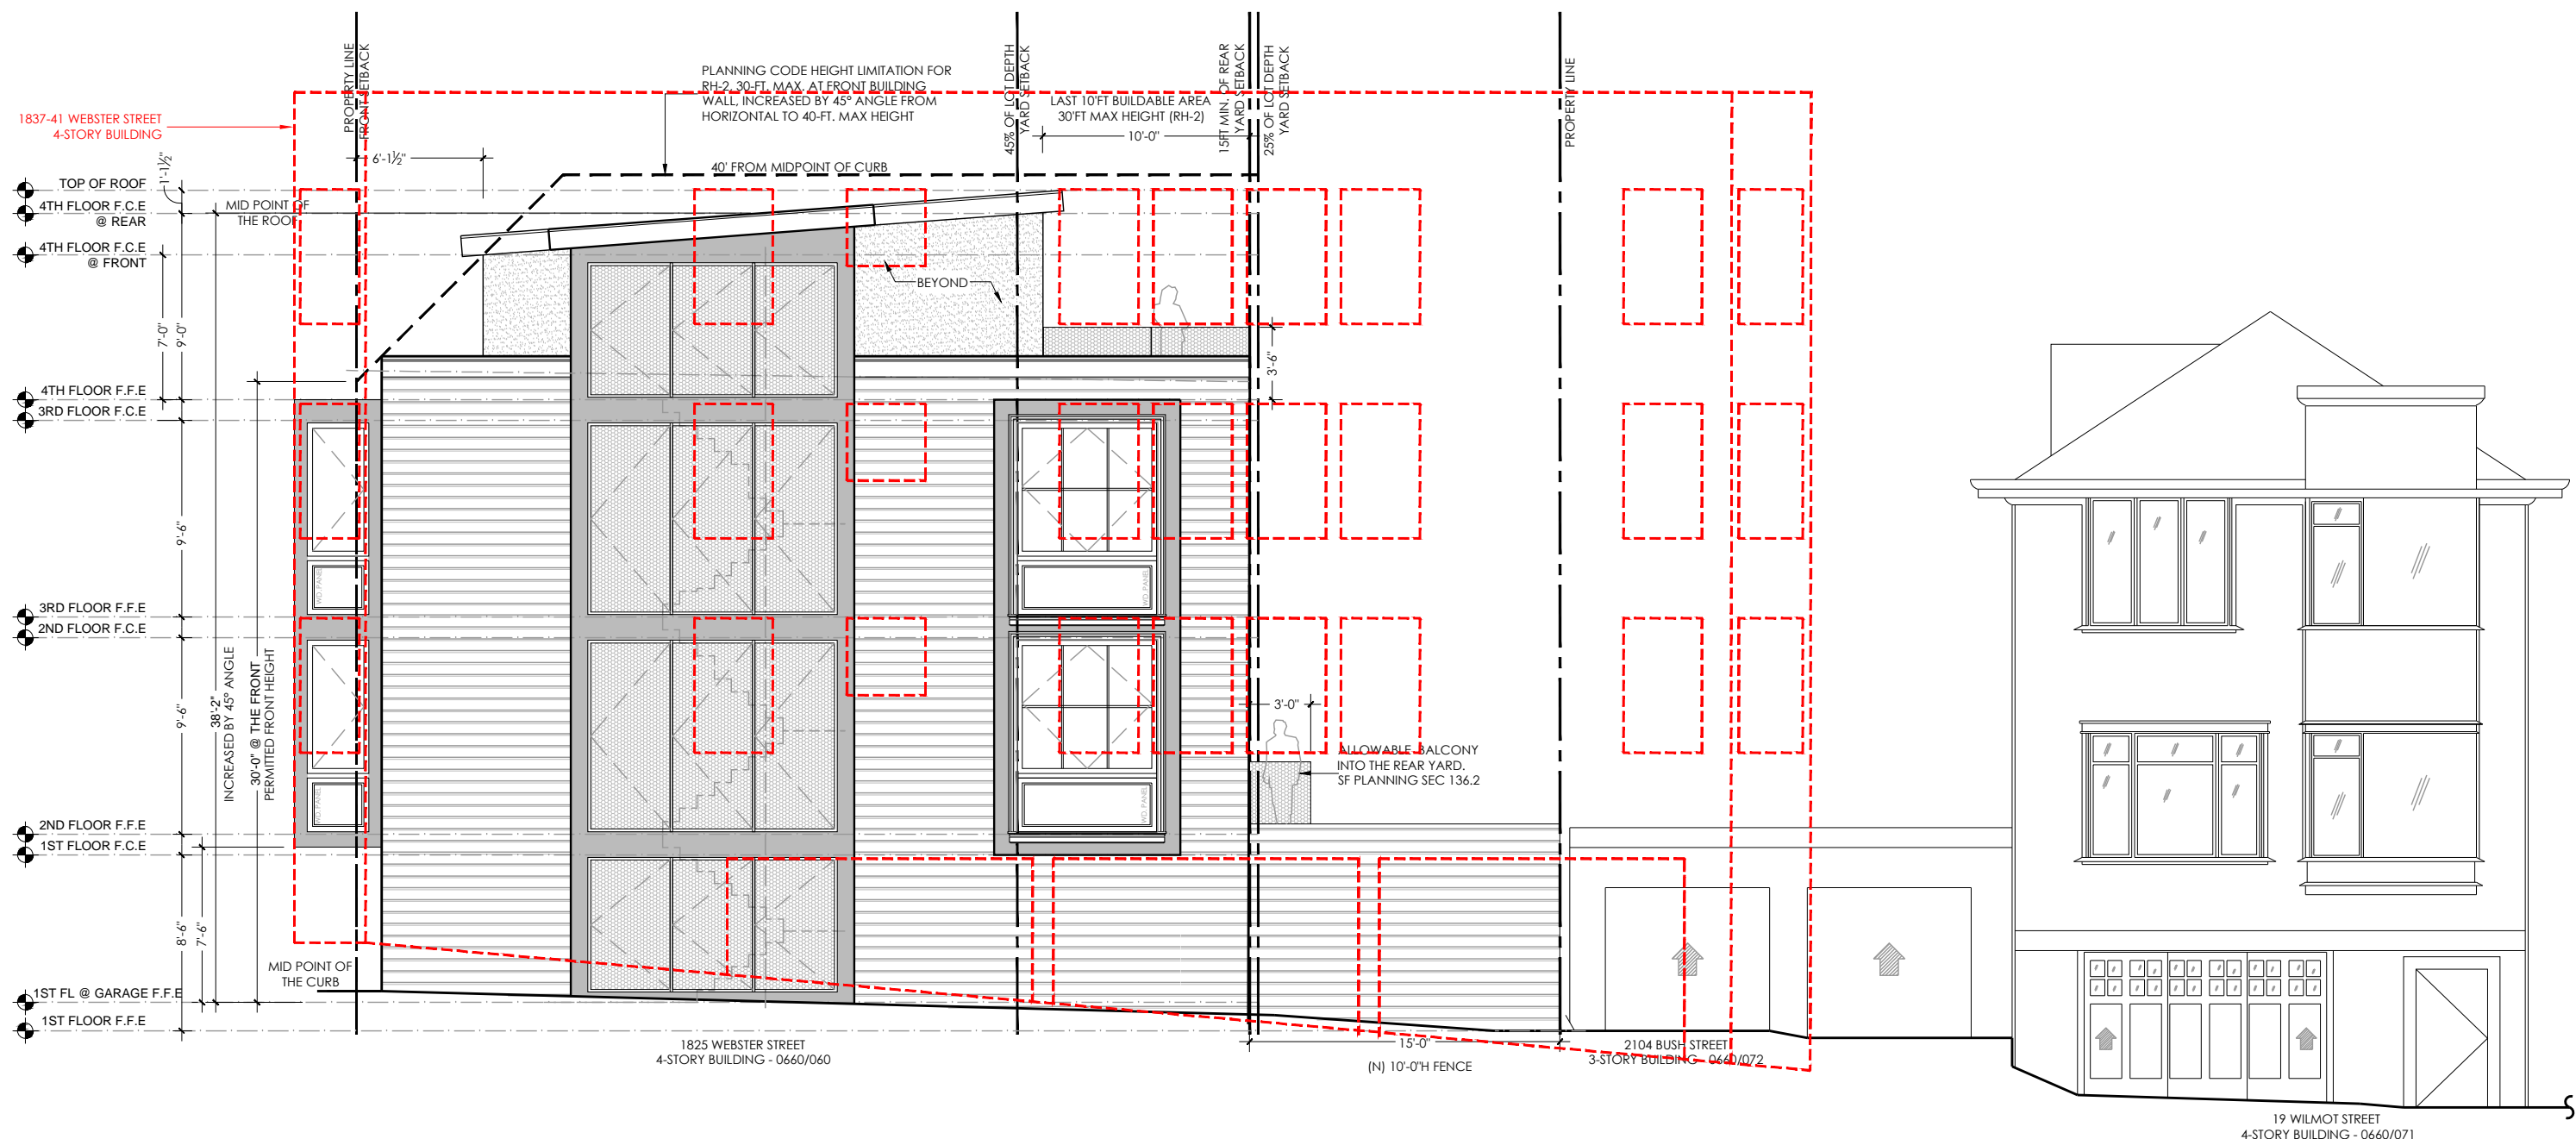 PROPERTY LINE
FRONT SETBACK
PLANNING CODE HEIGHT LIMITATION FOR
RH-2, 30-FT. MAX. AT FRONT BUILDING
WALL, INCREASED BY 45° ANGLE FROM
HORIZONTAL TO 40-FT. MAX HEIGHT
45% OF LOT DEPTH
YARD SETBACK
LAST 10'FT BUILDABLE AREA
30'FT MAX HEIGHT (RH-2)
10'-0"
15FT MIN. OF REAR
YARD SETBACK
25% OF LOT DEPTH
YARD SETBACK
PROPERTY LINE
1837-41 WEBSTER STREET
4-STORY BUILDING
1'-1½"
6'-1½"
40' FROM MIDPOINT OF CURB
TOP OF ROOF
4TH FLOOR F.C.E
@ REAR
MID POINT OF
THE ROOF
4TH FLOOR F.C.E
@ FRONT
BEYOND
7'-0"
9'-0"
3'-6"
4TH FLOOR F.F.E
3RD FLOOR F.C.E
9'-6"
WD. PANEL
WD. PANEL
3RD FLOOR F.F.E
2ND FLOOR F.C.E
9'-6"
38'-2"
INCREASED BY 45° ANGLE
30'-0" @ THE FRONT
PERMITTED FRONT HEIGHT
3'-0"
ALLOWABLE BALCONY
INTO THE REAR YARD.
SF PLANNING SEC 136.2
WD. PANEL
WD. PANEL
2ND FLOOR F.F.E
1ST FLOOR F.C.E
8'-6"
7'-6"
MID POINT OF
THE CURB
1ST FL @ GARAGE F.F.E
1ST FLOOR F.F.E
1825 WEBSTER STREET
4-STORY BUILDING - 0660/060
15'-0"
(N) 10'-0"H FENCE
2104 BUSH STREET
3-STORY BUILDING - 0660/072
19 WILMOT STREET
4-STORY BUILDING - 0660/071